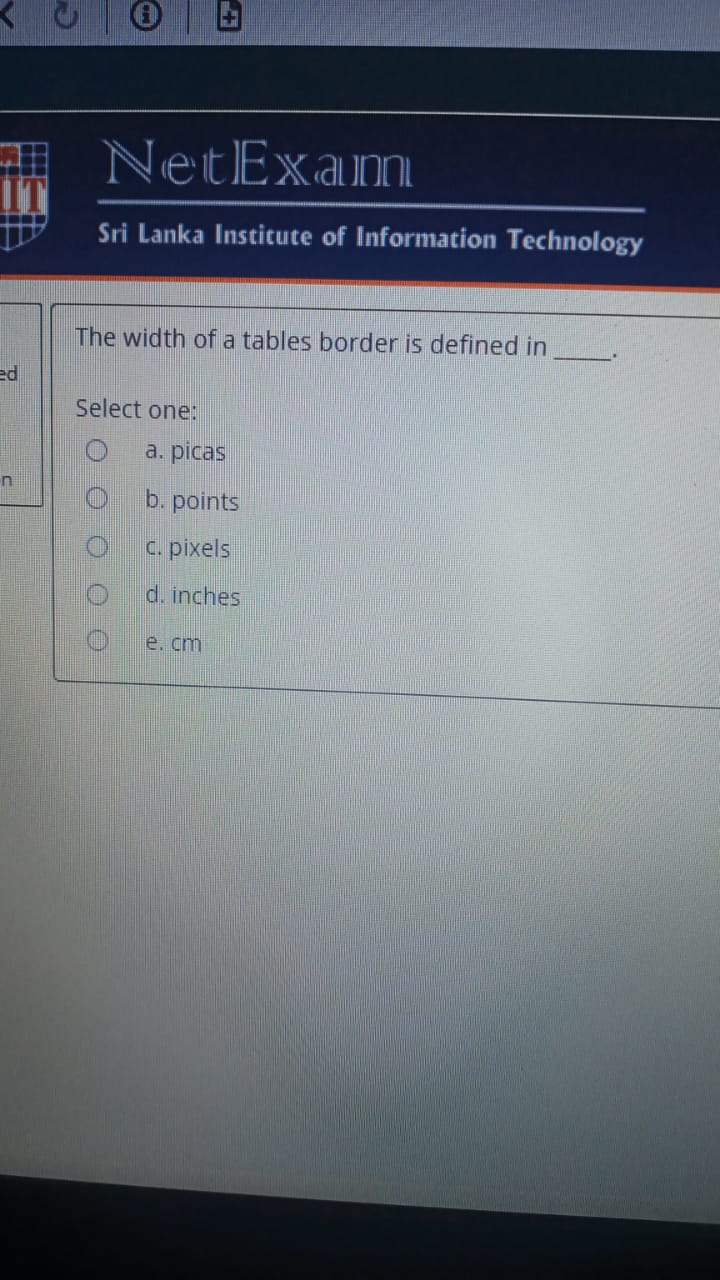 NetExam
IT
Sri Lanka Institute of Information Technology
The width of a tables border is defined in _____.
ed
Select one:
a. picas
n
b. points
c. pixels
d. inches
e. cm